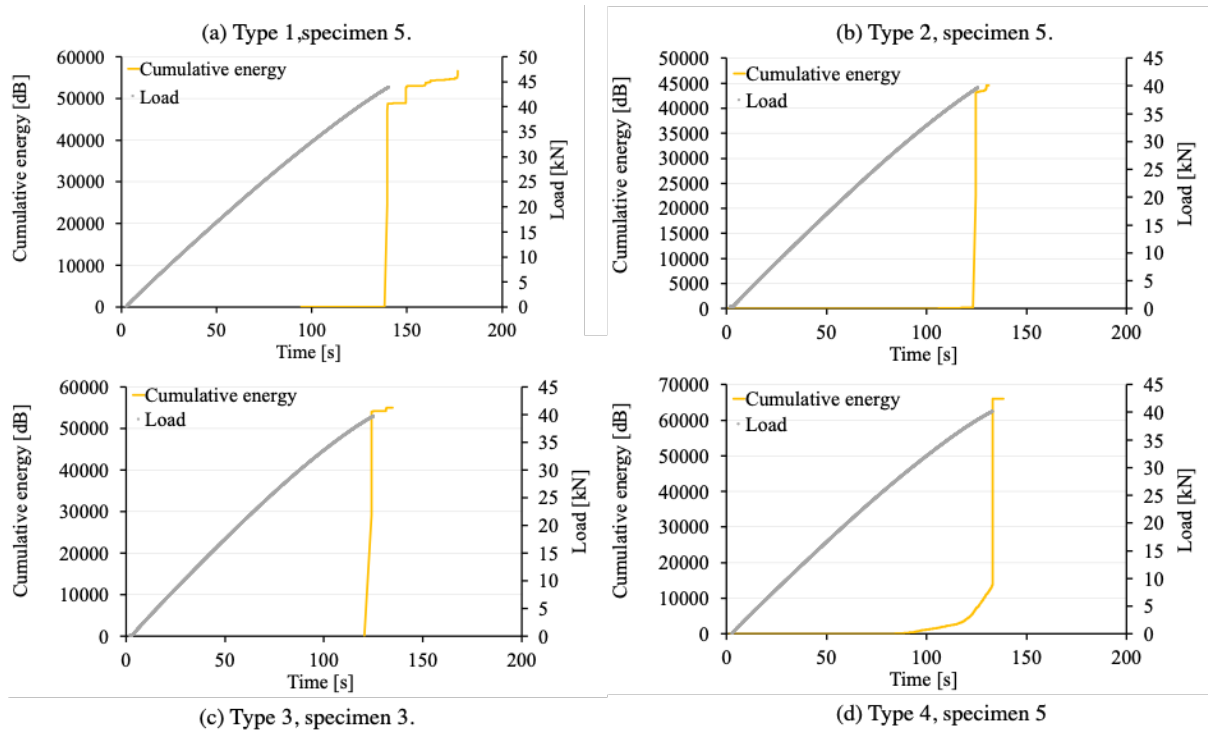 (a) Type 1,specimen 5.
60000
50000
40000
30000
20000
10000
0
Cumulative energy [dB]
Cumulative energy
Load
50
45
40
35
30
25
20
15
10
5
0
Load [kN]
0 50 100 150 200
Time [s]
(b) Type 2, specimen 5.
50000
45000
40000
35000
30000
25000
20000
15000
10000
5000
0
Cumulative energy [dB]
Cumulative energy
Load
45
40
35
30
25
20
15
10
5
0
Load [kN]
0 50 100 150 200
Time [s]
60000
50000
40000
30000
20000
10000
0
Cumulative energy [dB]
Cumulative energy
Load
45
40
35
30
25
20
15
10
5
0
Load [kN]
0 50 100 150 200
Time [s]
(c) Type 3, specimen 3.
70000
60000
50000
40000
30000
20000
10000
0
Cumulative energy [dB]
Cumulative energy
Load
45
40
35
30
25
20
15
10
5
0
Load [kN]
0 50 100 150 200
Time [s]
(d) Type 4, specimen 5